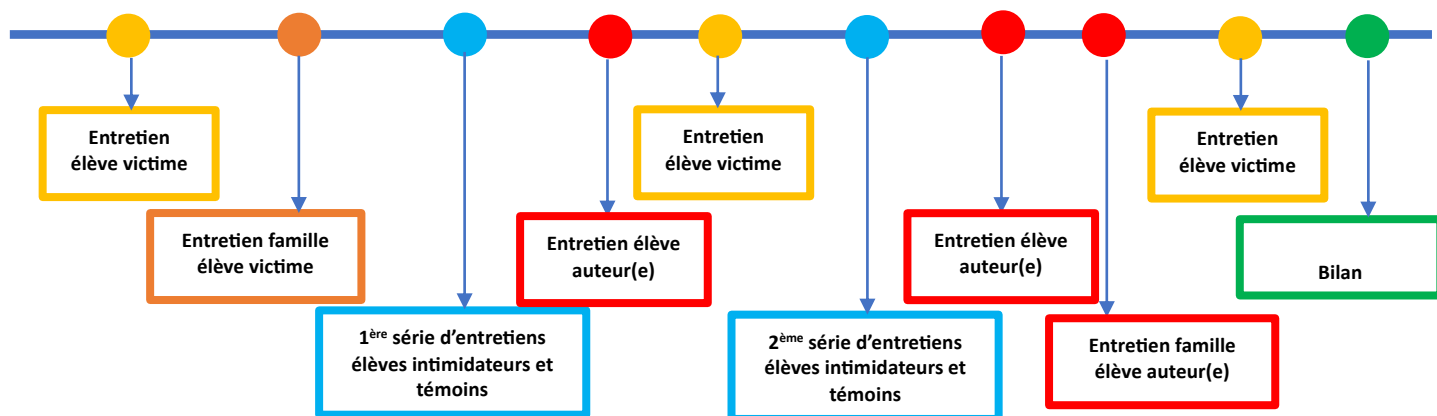 Entretien
élève victime
Entretien famille
élève victime
1ère série d'entretiens
élèves intimidateurs et
témoins
Entretien élève
auteur(e)
Entretien
élève victime
2ème série d'entretiens
élèves intimidateurs et
témoins
Entretien élève
auteur(e)
Entretien famille
élève auteur(e)
Entretien
élève victime
Bilan